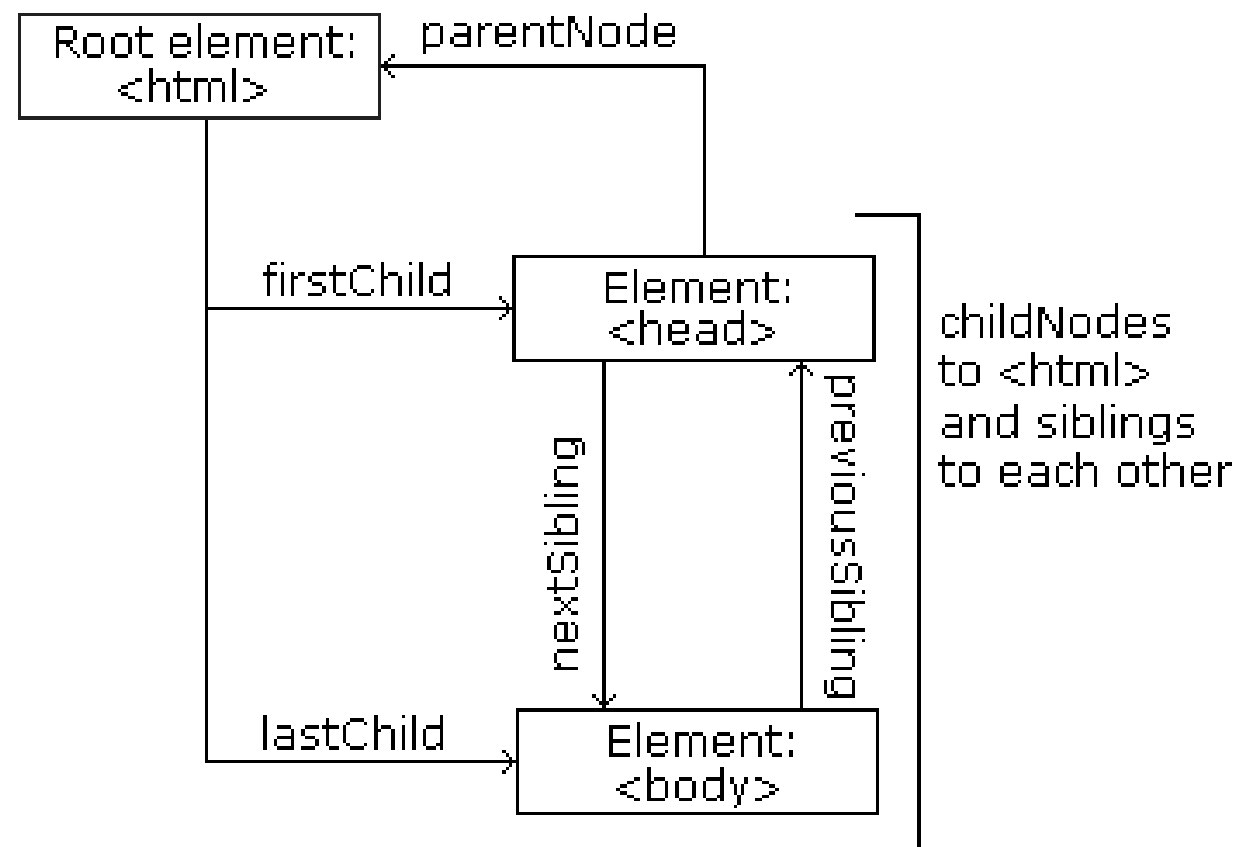 Root element:
<html>
parentNode
firstChild
Element:
<head>
childNodes
to <html>
and siblings
to each other
nextSibling
previousSibling
lastChild
Element:
<body>